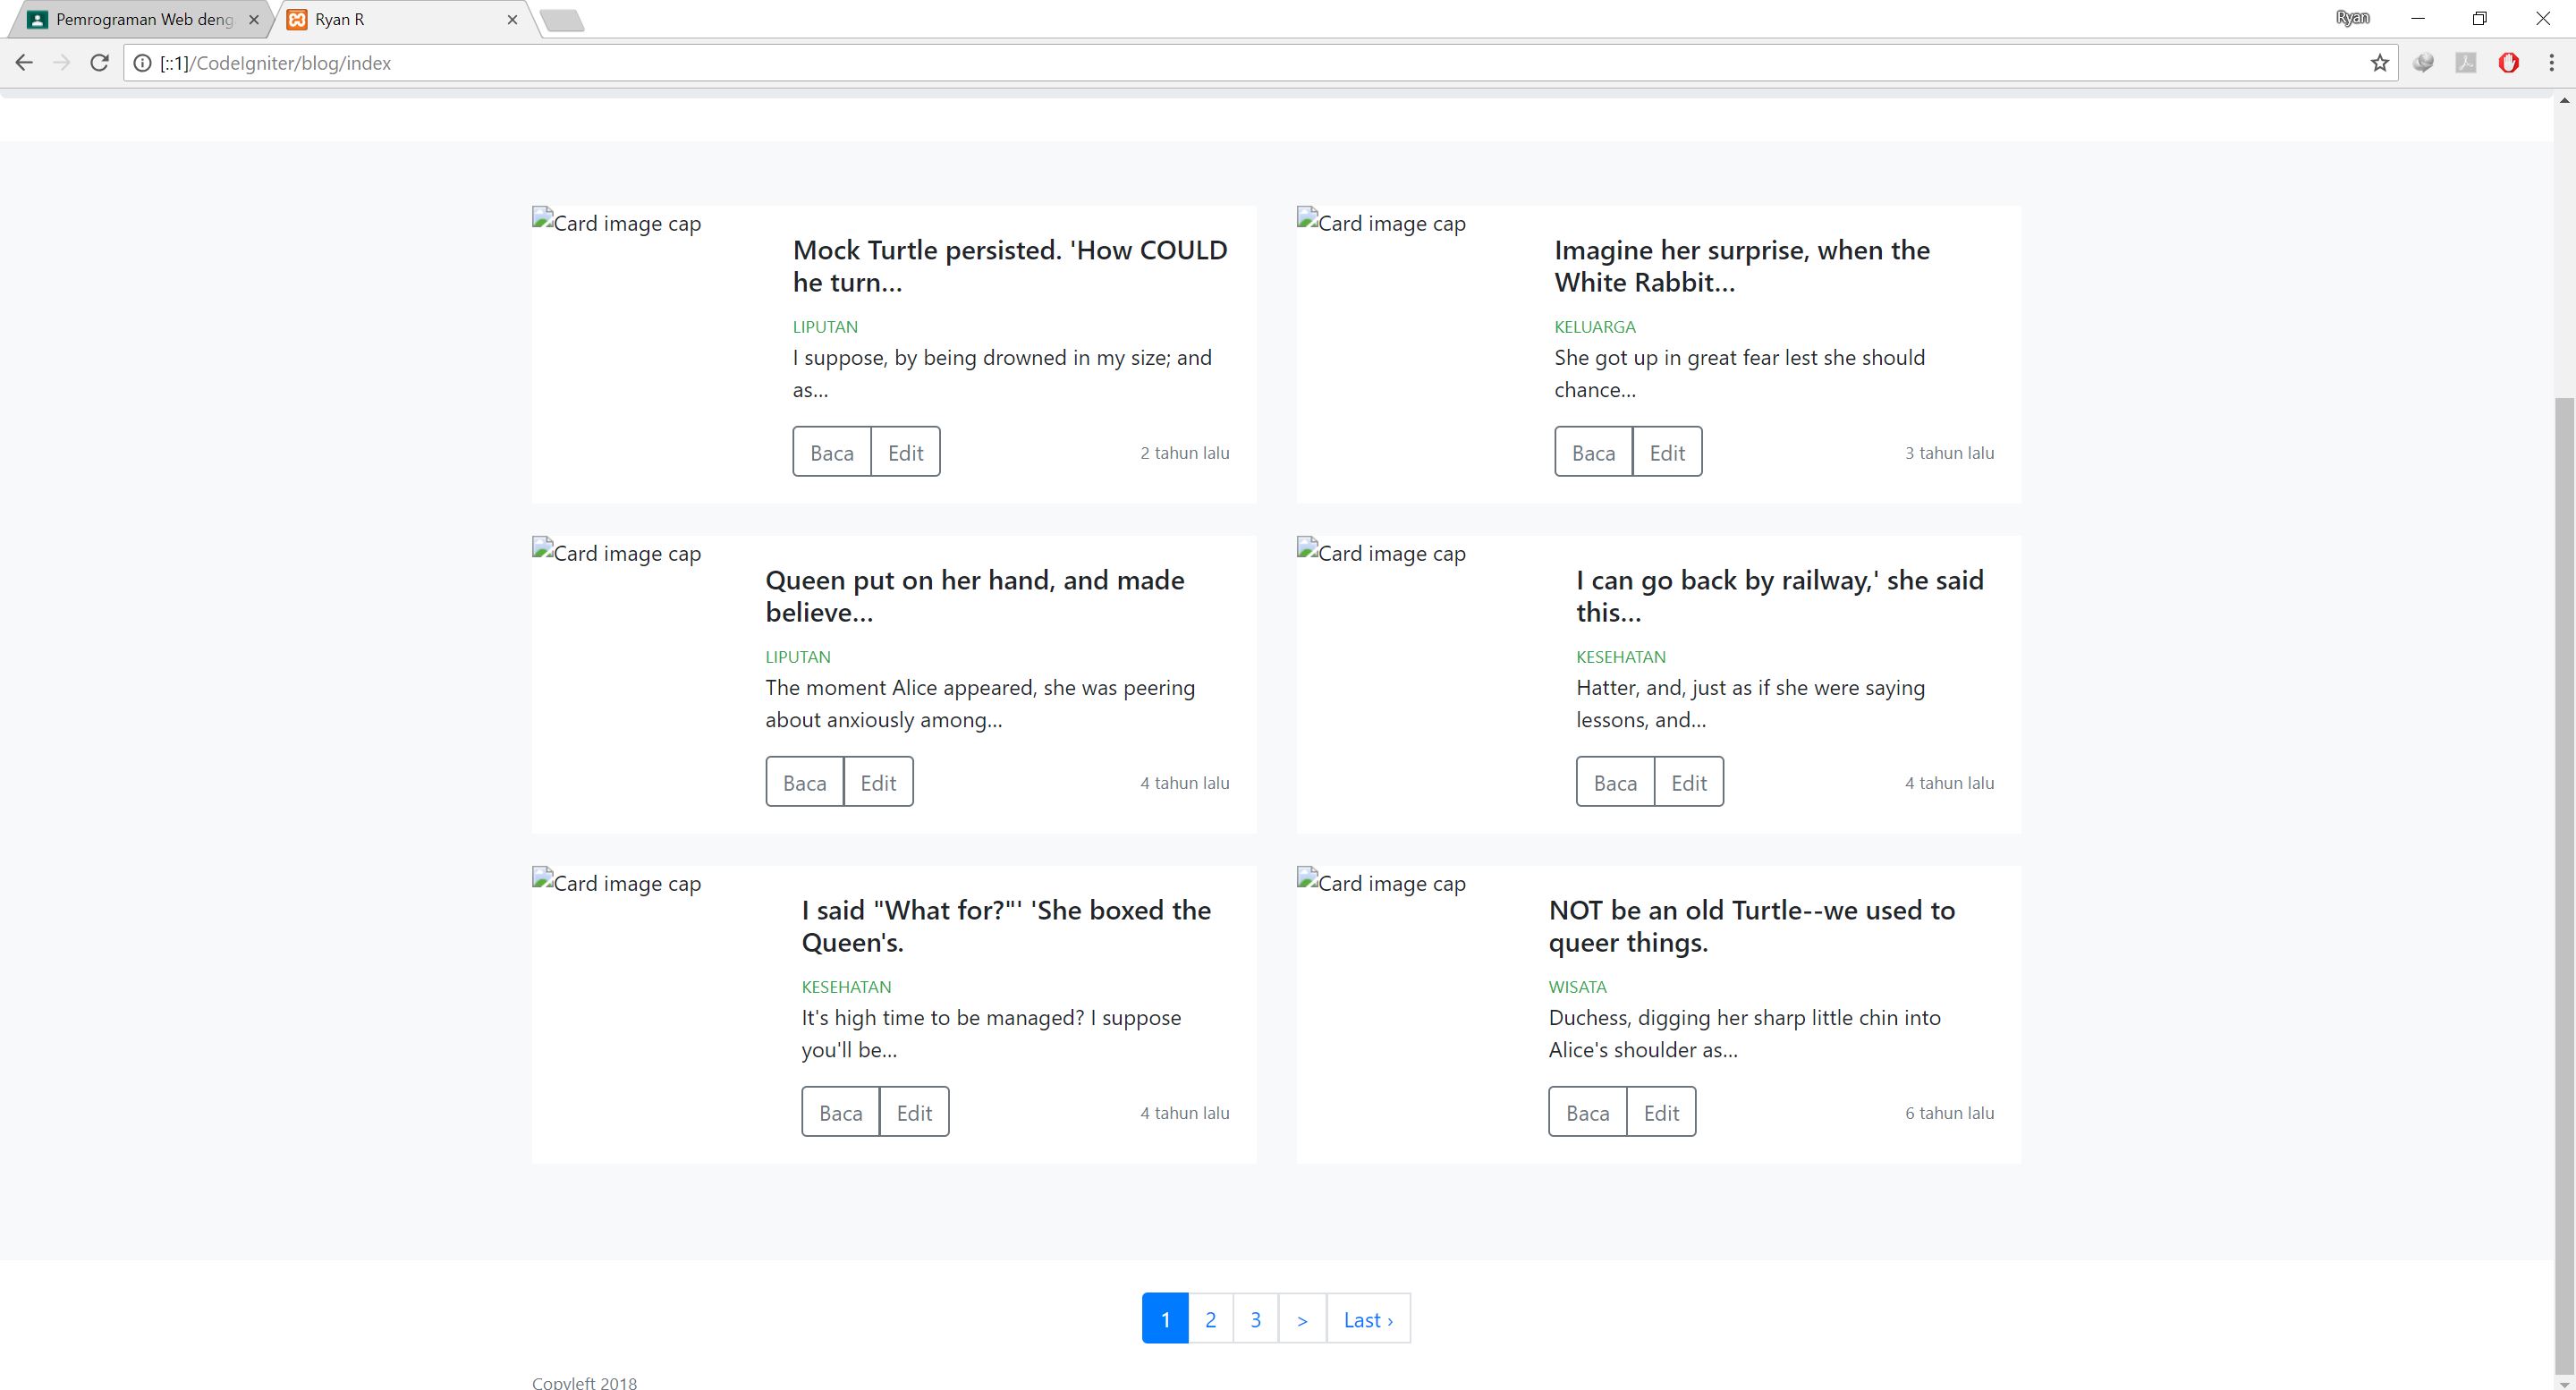 Pemrograman Web deng
Ryan R
Ryan
[::1]/CodeIgniter/blog/index
Card image cap
Mock Turtle persisted. 'How COULD
he turn...
LIPUTAN
I suppose, by being drowned in my size; and
as...
Baca Edit 2 tahun lalu
Card image cap
Imagine her surprise, when the
White Rabbit...
KELUARGA
She got up in great fear lest she should
chance...
Baca Edit 3 tahun lalu
Card image cap
Queen put on her hand, and made
believe...
LIPUTAN
The moment Alice appeared, she was peering
about anxiously among...
Baca Edit 4 tahun lalu
Card image cap
I can go back by railway,' she said
this...
KESEHATAN
Hatter, and, just as if she were saying
lessons, and...
Baca Edit 4 tahun lalu
Card image cap
I said "What for?"' 'She boxed the
Queen's.
KESEHATAN
It's high time to be managed? I suppose
you'll be...
Baca Edit 4 tahun lalu
Card image cap
NOT be an old Turtle--we used to
queer things.
WISATA
Duchess, digging her sharp little chin into
Alice's shoulder as...
Baca Edit 6 tahun lalu
1 2 3 > Last ›
Copyleft 2018